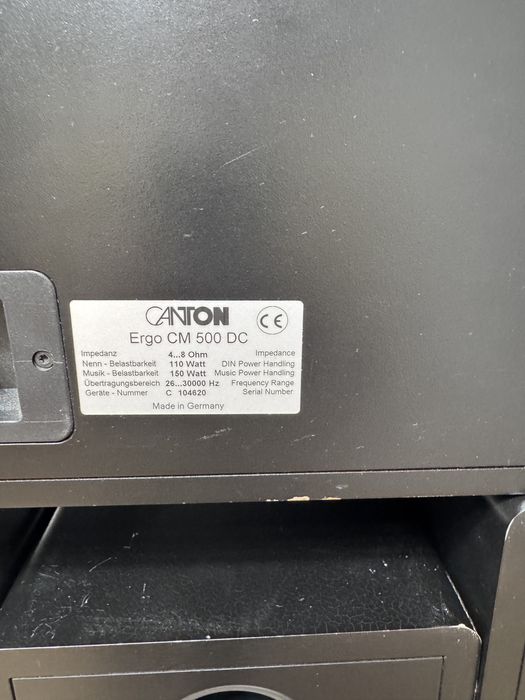 CANTON CE
Ergo CM 500 DC
Impedanz 4...8 Ohm Impedance
Nenn - Belastbarkeit 110 Watt DIN Power Handling
Musik - Belastbarkeit 150 Watt Music Power Handling
Übertragungsbereich 26...30000 Hz Frequency Range
Geräte - Nummer C 104620 Serial Number
Made in Germany